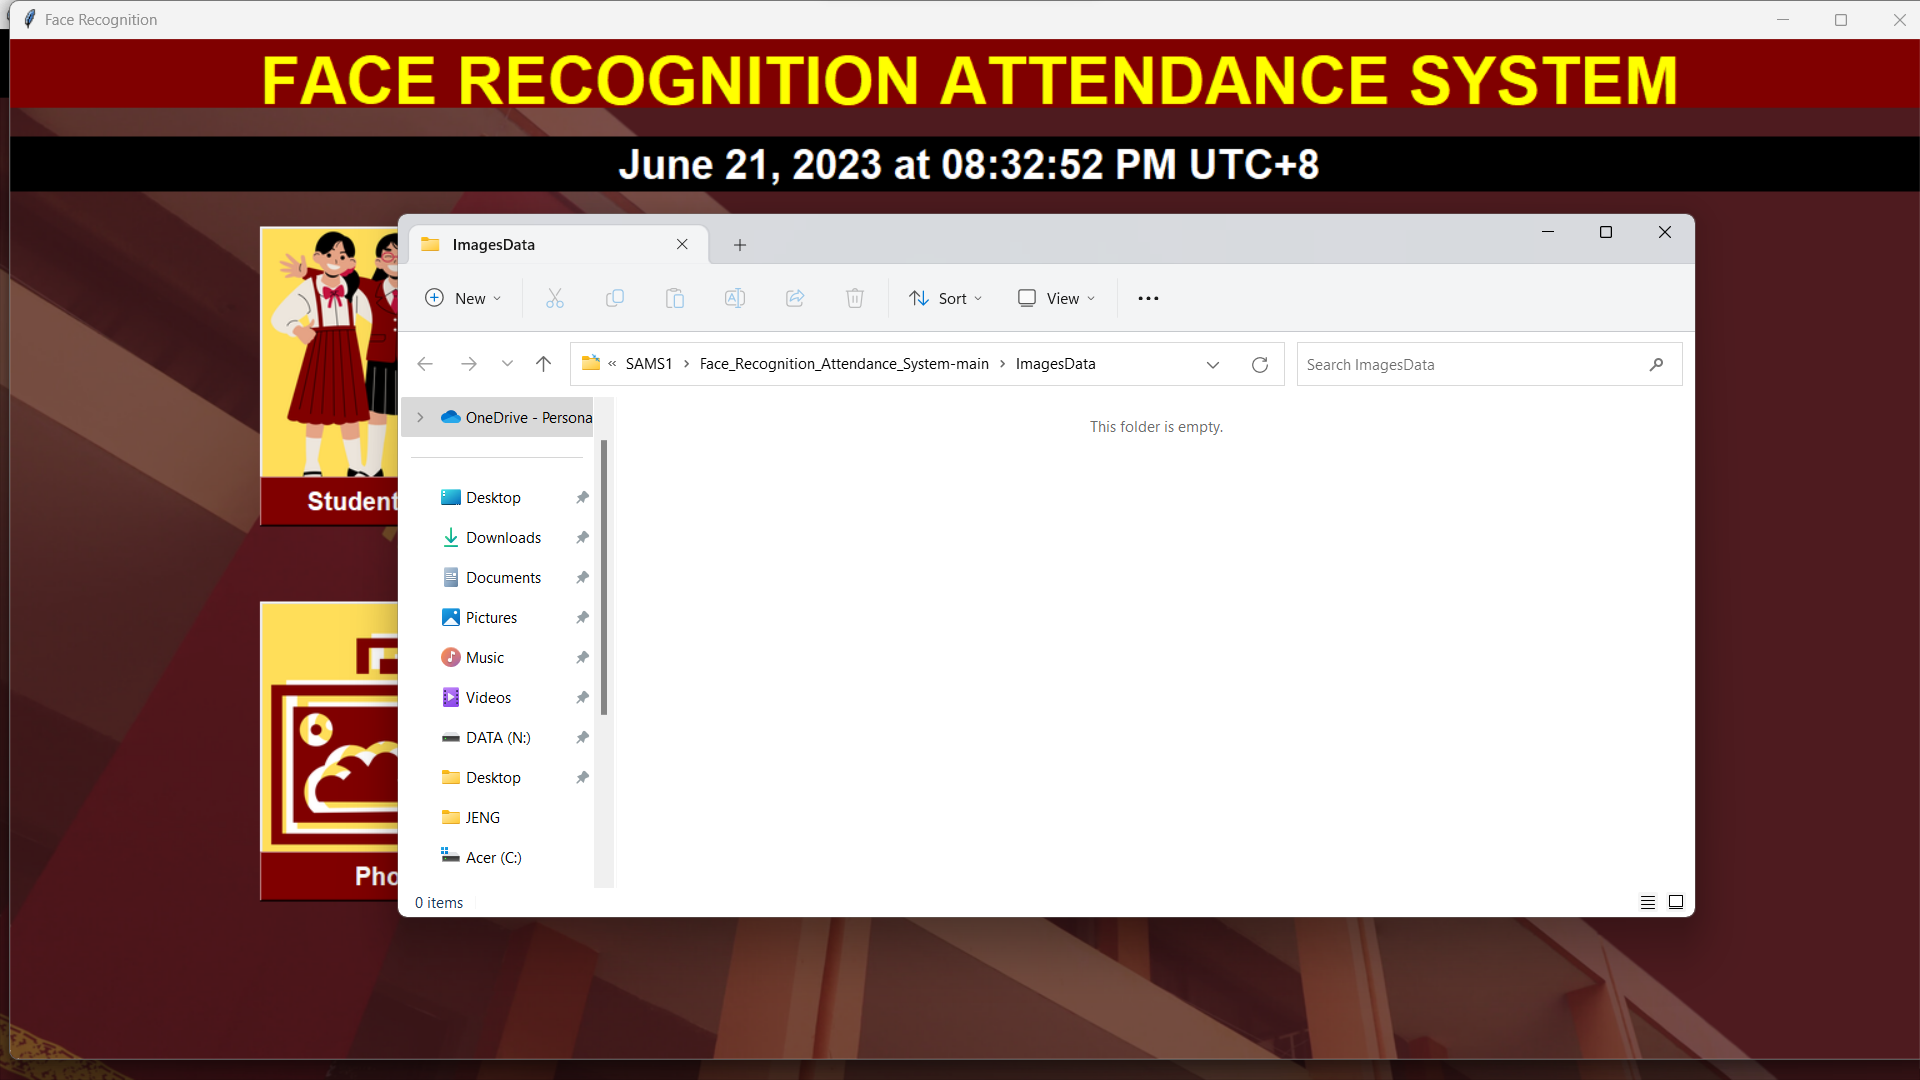 Face Recognition
FACE RECOGNITION ATTENDANCE SYSTEM
June 21, 2023 at 08:32:52 PM UTC+8
ImagesData
New
Sort
View
« SAMS1 > Face_Recognition_Attendance_System-main > ImagesData
Search ImagesData
OneDrive - Persona
This folder is empty.
Desktop
Downloads
Documents
Pictures
Music
Videos
DATA (N:)
Desktop
JENG
Acer (C:)
0 items
Student
Pho